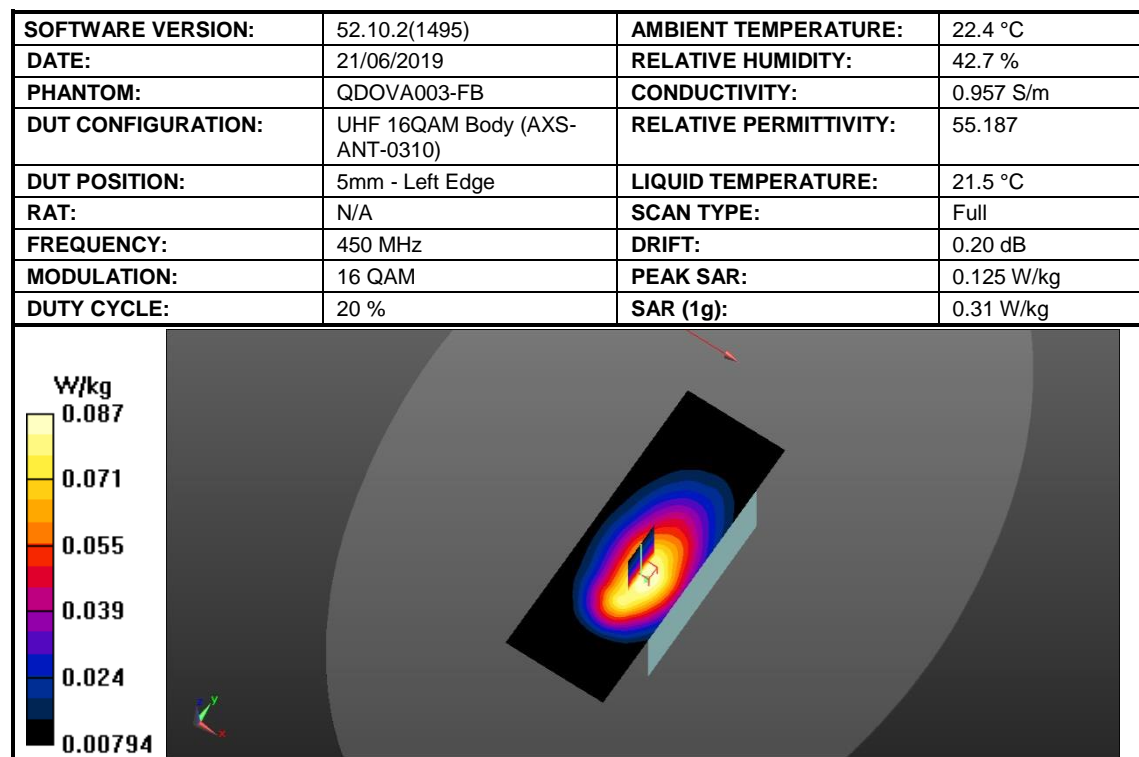 SOFTWARE VERSION: 52.10.2(1495) AMBIENT TEMPERATURE: 22.4 °C
DATE: 21/06/2019 RELATIVE HUMIDITY: 42.7 %
PHANTOM: QDOVA003-FB CONDUCTIVITY: 0.957 S/m
DUT CONFIGURATION: UHF 16QAM Body (AXS- RELATIVE PERMITTIVITY: 55.187
ANT-0310)
DUT POSITION: 5mm - Left Edge LIQUID TEMPERATURE: 21.5 °C
RAT: N/A SCAN TYPE: Full
FREQUENCY: 450 MHz DRIFT: 0.20 dB
MODULATION: 16 QAM PEAK SAR: 0.125 W/kg
DUTY CYCLE: 20 % SAR (1g): 0.31 W/kg
W/kg
0.087
0.071
0.055
0.039
0.024
0.00794
z y
x